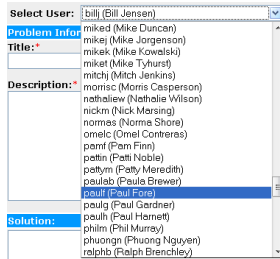 Select User: billj (Bill Jensen)
Problem Infor
Title:*
Description:*
Solution:
miked (Mike Duncan)
mikej (Mike Jorgenson)
mikek (Mike Kowalski)
miket (Mike Tyhurst)
mitchj (Mitch Jenkins)
morrisc (Morris Casperson)
nathaliew (Nathalie Wilson)
nickm (Nick Marsing)
normas (Norma Shore)
omelc (Omel Contreras)
pamf (Pam Finn)
pattin (Patti Noble)
pattym (Patty Meredith)
paulab (Paula Brewer)
paulf (Paul Fore)
paulg (Paul Gardner)
paulh (Paul Harnett)
philm (Phil Murray)
phuongn (Phuong Nguyen)
ralphb (Ralph Brenchley)